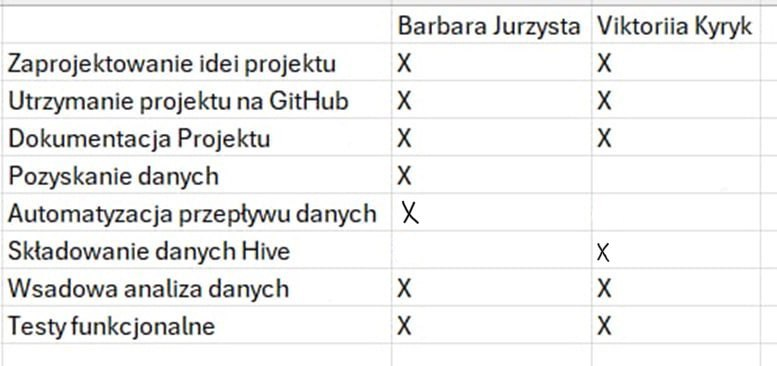 Barbara Jurzysta Viktoriia Kyryk
Zaprojektowanie idei projektu X X
Utrzymanie projektu na GitHub X X
Dokumentacja Projektu X X
Pozyskanie danych X
Automatyzacja przepływu danych X
Składowanie danych Hive X
Wsadowa analiza danych X X
Testy funkcjonalne X X